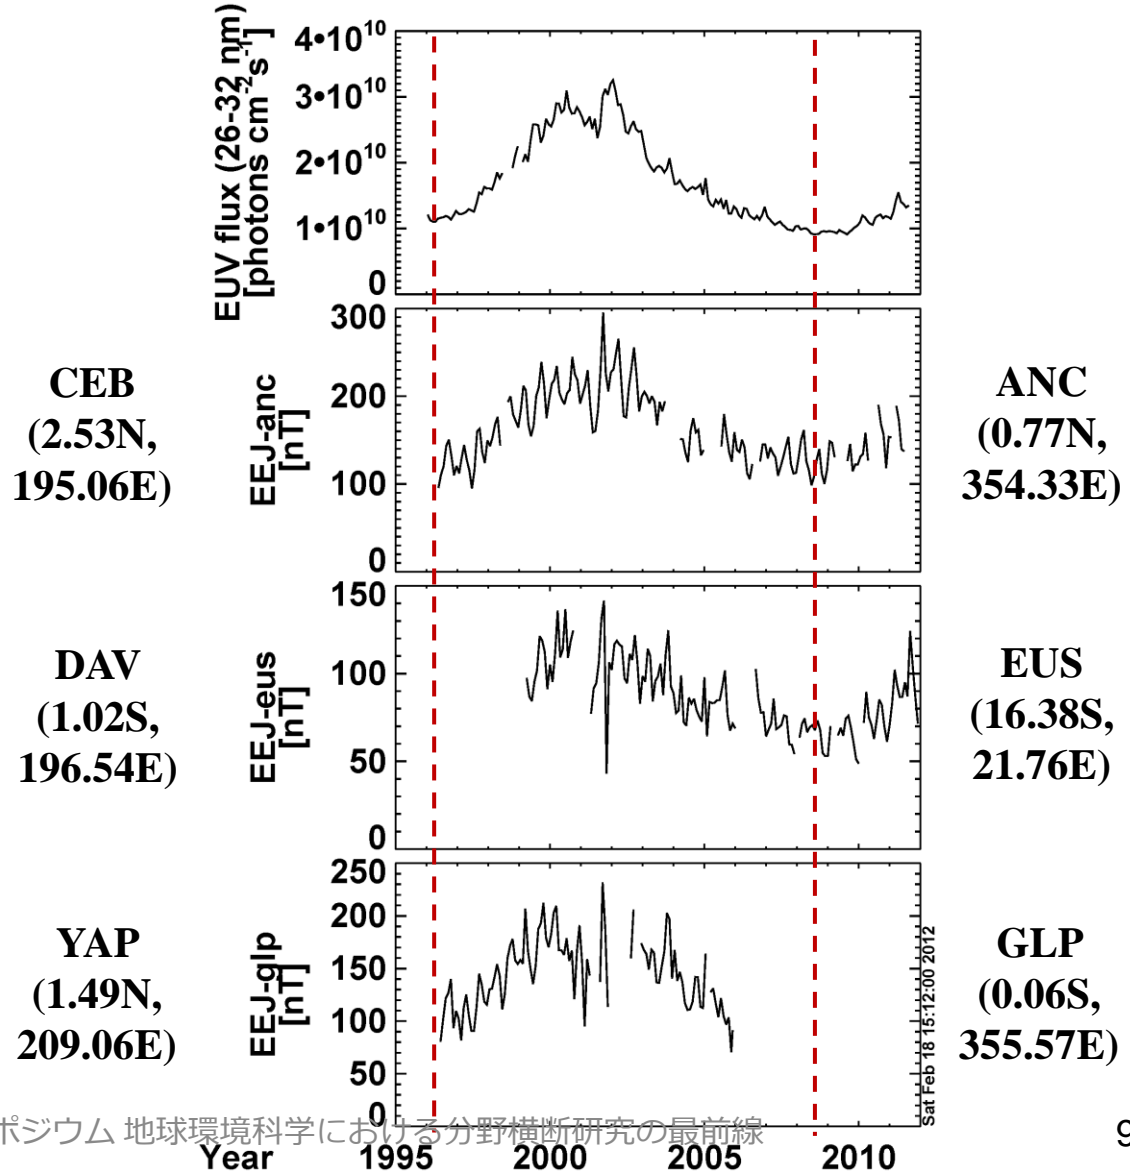 EUV flux (26-32 nm)
[photons cm⁻²s⁻¹]
4•10¹⁰
3•10¹⁰
2•10¹⁰
1•10¹⁰
0
CEB
(2.53N,
195.06E)
EEJ-anc
[nT]
300
200
100
0
ANC
(0.77N,
354.33E)
DAV
(1.02S,
196.54E)
EEJ-eus
[nT]
150
100
50
0
EUS
(16.38S,
21.76E)
YAP
(1.49N,
209.06E)
EEJ-glp
[nT]
250
200
150
100
50
0
GLP
(0.06S,
355.57E)
Sat Feb 18 15:12:00 2012
ポジウム 地球環境科学における分野横断研究の最前線
9
Year 1995 2000 2005 2010